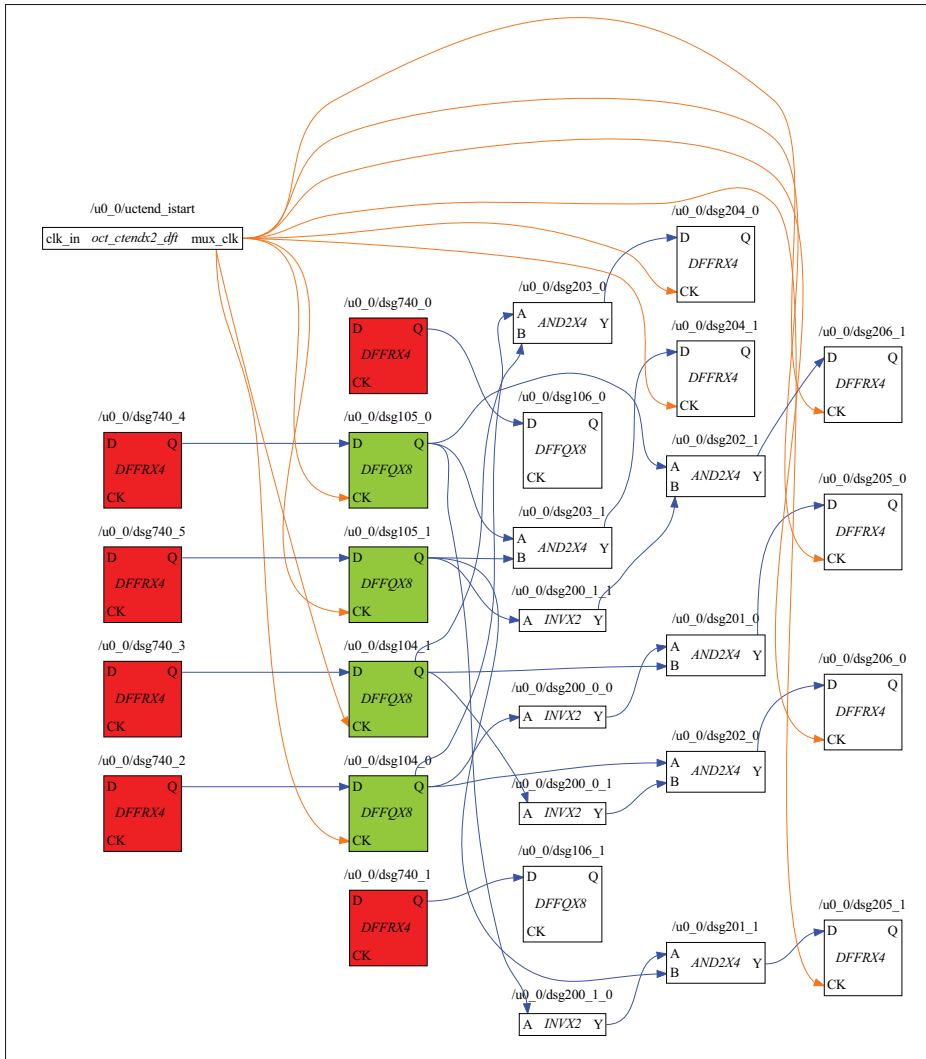 /u0_0/uctend_istart
clk_in oct_ctendx2_dft mux_clk
/u0_0/dsg204_0
D Q
DFFRX4
CK
/u0_0/dsg203_0
A
AND2X4 Y
B
/u0_0/dsg740_0
D Q
DFFRX4
CK
/u0_0/dsg204_1
D Q
DFFRX4
CK
/u0_0/dsg206_1
D Q
DFFRX4
CK
/u0_0/dsg106_0
D Q
DFFQX8
CK
/u0_0/dsg740_4
D Q
DFFRX4
CK
/u0_0/dsg105_0
D Q
DFFQX8
CK
/u0_0/dsg202_1
A
AND2X4 Y
B
/u0_0/dsg205_0
D Q
DFFRX4
CK
/u0_0/dsg203_1
A
AND2X4 Y
B
/u0_0/dsg740_5
D Q
DFFRX4
CK
/u0_0/dsg105_1
D Q
DFFQX8
CK
/u0_0/dsg200_1_1
A INVX2 Y
/u0_0/dsg201_0
A
AND2X4 Y
B
/u0_0/dsg740_3
D Q
DFFRX4
CK
/u0_0/dsg104_1
D Q
DFFQX8
CK
/u0_0/dsg200_0_0
A INVX2 Y
/u0_0/dsg206_0
D Q
DFFRX4
CK
/u0_0/dsg202_0
A
AND2X4 Y
B
/u0_0/dsg740_2
D Q
DFFRX4
CK
/u0_0/dsg104_0
D Q
DFFQX8
CK
/u0_0/dsg200_0_1
A INVX2 Y
/u0_0/dsg106_1
D Q
DFFQX8
CK
/u0_0/dsg740_1
D Q
DFFRX4
CK
/u0_0/dsg201_1
A
AND2X4 Y
B
/u0_0/dsg205_1
D Q
DFFRX4
CK
/u0_0/dsg200_1_0
A INVX2 Y